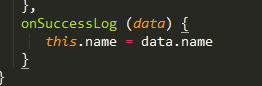 },
onSuccessLog (data) {
this.name = data.name
}
}